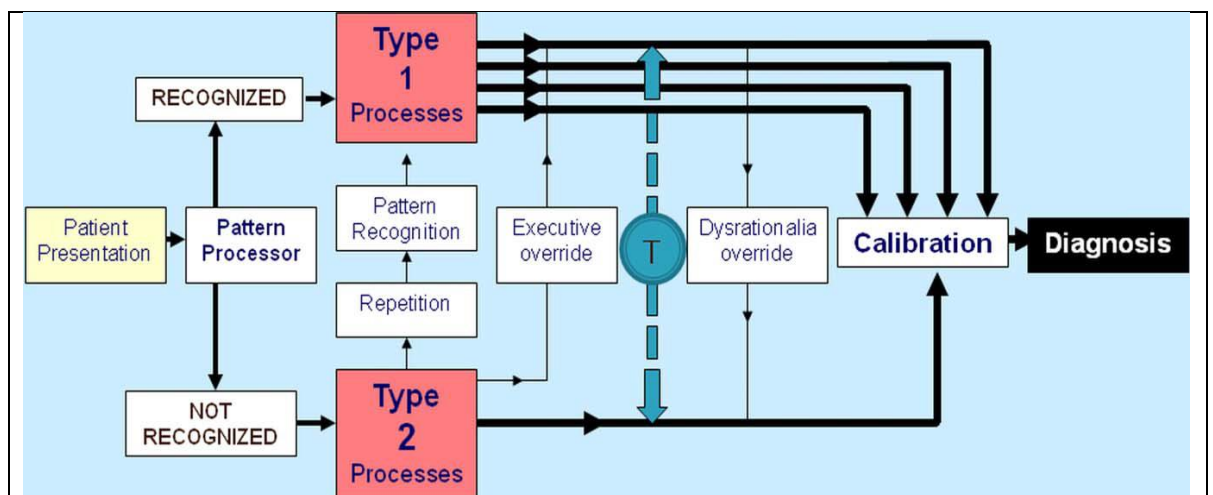 Type
1
Processes
RECOGNIZED
Patient
Presentation
Pattern
Processor
Pattern
Recognition
Executive
override
T
Dysrationalia
override
Calibration
Diagnosis
Repetition
NOT
RECOGNIZED
Type
2
Processes